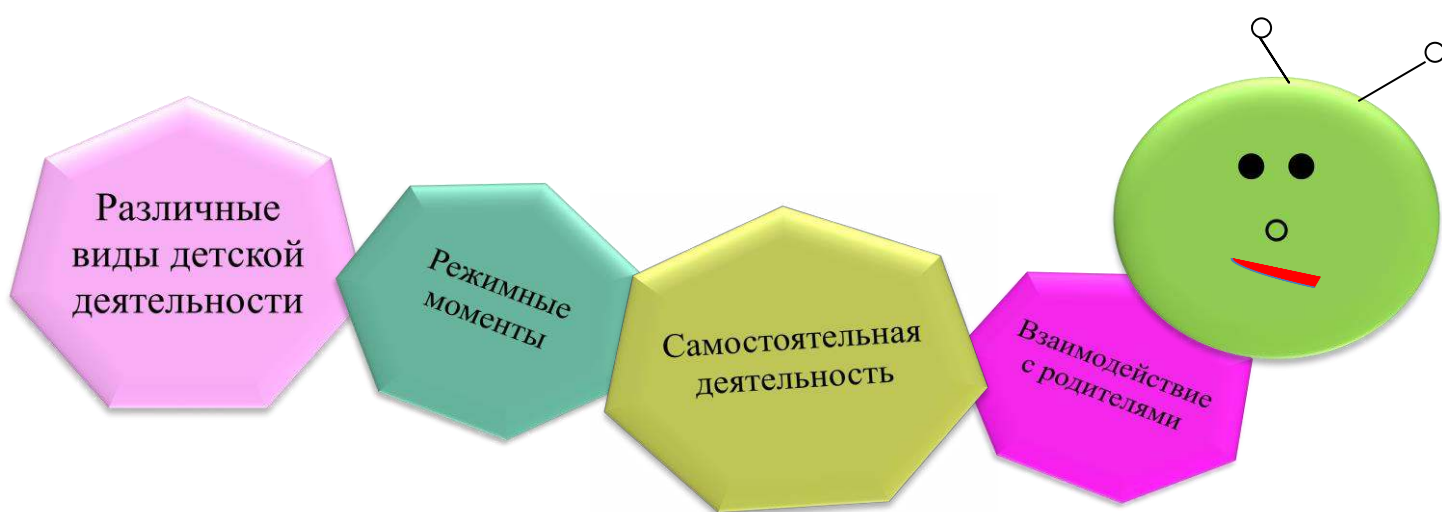 Различные
виды детской
деятельности
Режимные
моменты
Самостоятельная
деятельность
Взаимодействие
с родителями